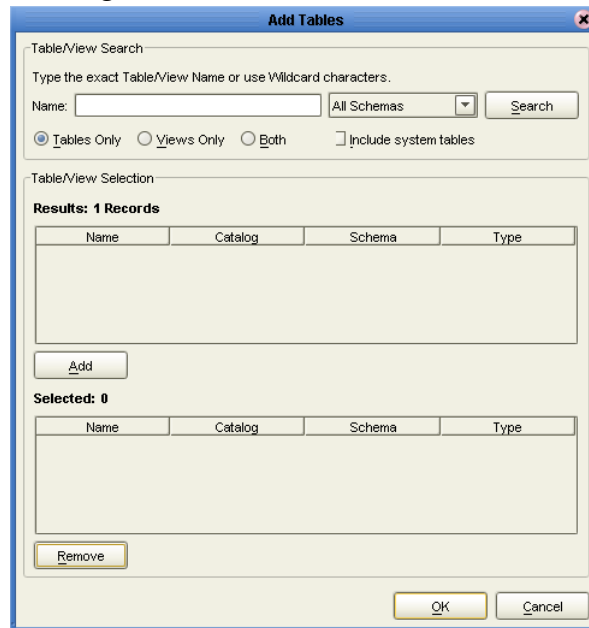 Add Tables
Table/View Search
Type the exact Table/View Name or use Wildcard characters.
Name: All Schemas Search
Tables Only Views Only Both Include system tables
Table/View Selection
Results: 1 Records
Name Catalog Schema Type
Add
Selected: 0
Name Catalog Schema Type
Remove
OK Cancel